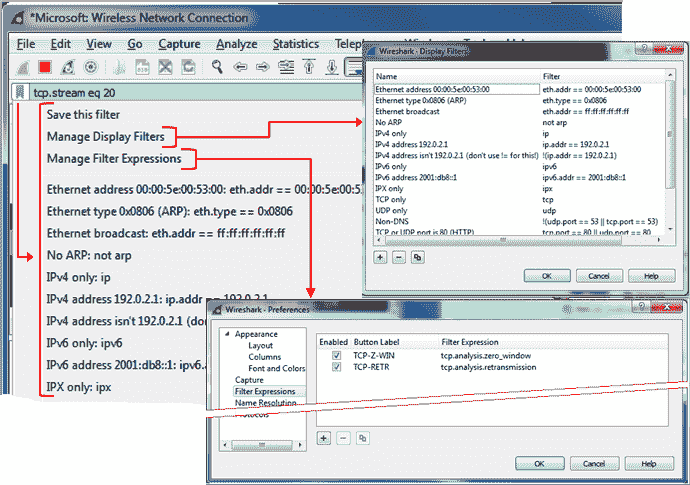 *Microsoft: Wireless Network Connection
File Edit View Go Capture Analyze Statistics
tcp.stream eq 20
Save this filter
Manage Display Filters
Manage Filter Expressions
Ethernet address 00:00:5e:00:53:00: eth.addr == 00:00:5e:00:5
Ethernet type 0x0806 (ARP): eth.type == 0x0806
Ethernet broadcast: eth.addr == ff:ff:ff:ff:ff:ff
No ARP: not arp
IPv4 only: ip
IPv4 address 192.0.2.1: ip.addr == 192.0.2.1
IPv4 address isn't 192.0.2.1 (don
IPv6 only: ipv6
IPv6 address 2001:db8::1: ipv6.a
IPX only: ipx
Wireshark - Display Filters
Name Filter
Ethernet address 00:00:5e:00:53:00 eth.addr == 00:00:5e:00:53:00
Ethernet type 0x0806 (ARP) eth.type == 0x0806
Ethernet broadcast eth.addr == ff:ff:ff:ff:ff:ff
No ARP not arp
IPv4 only ip
IPv4 address 192.0.2.1 ip.addr == 192.0.2.1
IPv4 address isn't 192.0.2.1 (don't use != for this!) !(ip.addr == 192.0.2.1)
IPv6 only ipv6
IPv6 address 2001:db8::1 ipv6.addr == 2001:db8::1
IPX only ipx
TCP only tcp
UDP only udp
Non-DNS !(udp.port == 53 || tcp.port == 53)
TCP or UDP port is 80 (HTTP) tcp.port == 80 || udp.port == 80
OK Cancel Help
Wireshark - Preferences
Appearance
Layout
Columns
Font and Colors
Capture
Filter Expressions
Name Resolution
Protocols
Enabled Button Label Filter Expression
TCP-Z-WIN tcp.analysis.zero_window
TCP-RETR tcp.analysis.retransmission
OK Cancel Help